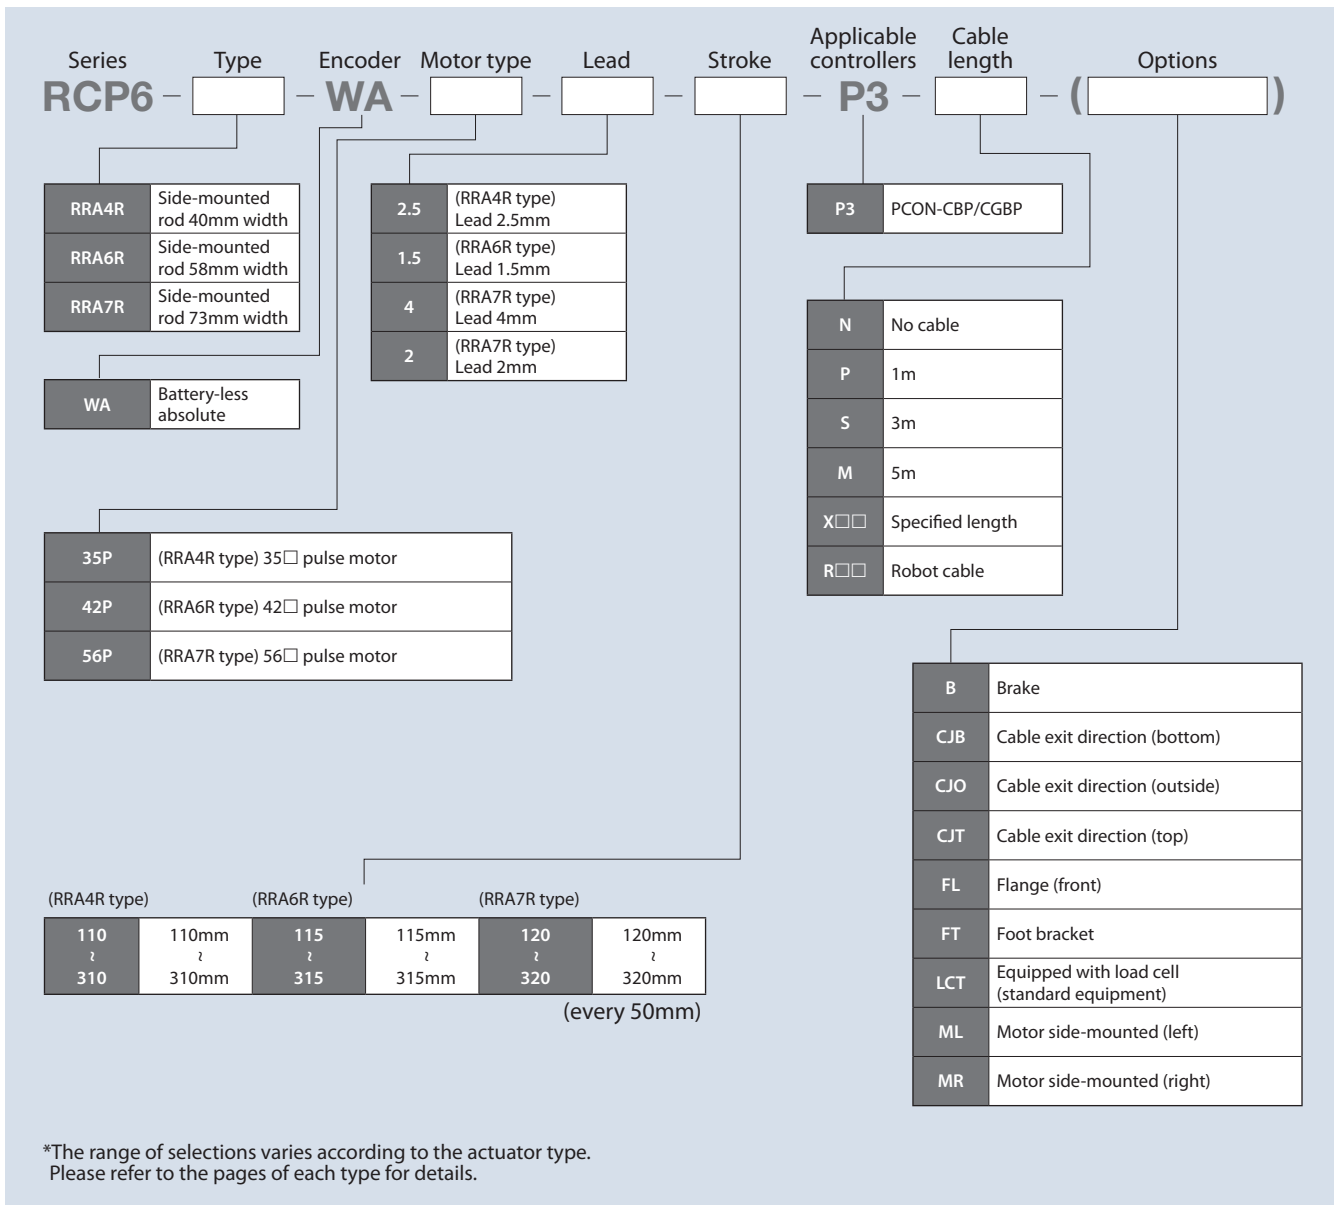 Series Type Encoder Motor type Lead Stroke Applicable controllers Cable length Options
RCP6 – □ – WA – □ – □ – □ – P3 – □ – ( □ )
RRA4R Side-mounted
rod 40mm width
RRA6R Side-mounted
rod 58mm width
RRA7R Side-mounted
rod 73mm width
WA Battery-less
absolute
35P (RRA4R type) 35□ pulse motor
42P (RRA6R type) 42□ pulse motor
56P (RRA7R type) 56□ pulse motor
2.5 (RRA4R type)
Lead 2.5mm
1.5 (RRA6R type)
Lead 1.5mm
4 (RRA7R type)
Lead 4mm
2 (RRA7R type)
Lead 2mm
(RRA4R type) (RRA6R type) (RRA7R type)
110 110mm 115 115mm 120 120mm
~ ~ ~ ~ ~ ~
310 310mm 315 315mm 320 320mm
(every 50mm)
P3 PCON-CBP/CGBP
N No cable
P 1m
S 3m
M 5m
X□□ Specified length
R□□ Robot cable
B Brake
CJB Cable exit direction (bottom)
CJO Cable exit direction (outside)
CJT Cable exit direction (top)
FL Flange (front)
FT Foot bracket
LCT Equipped with load cell
(standard equipment)
ML Motor side-mounted (left)
MR Motor side-mounted (right)
*The range of selections varies according to the actuator type.
Please refer to the pages of each type for details.